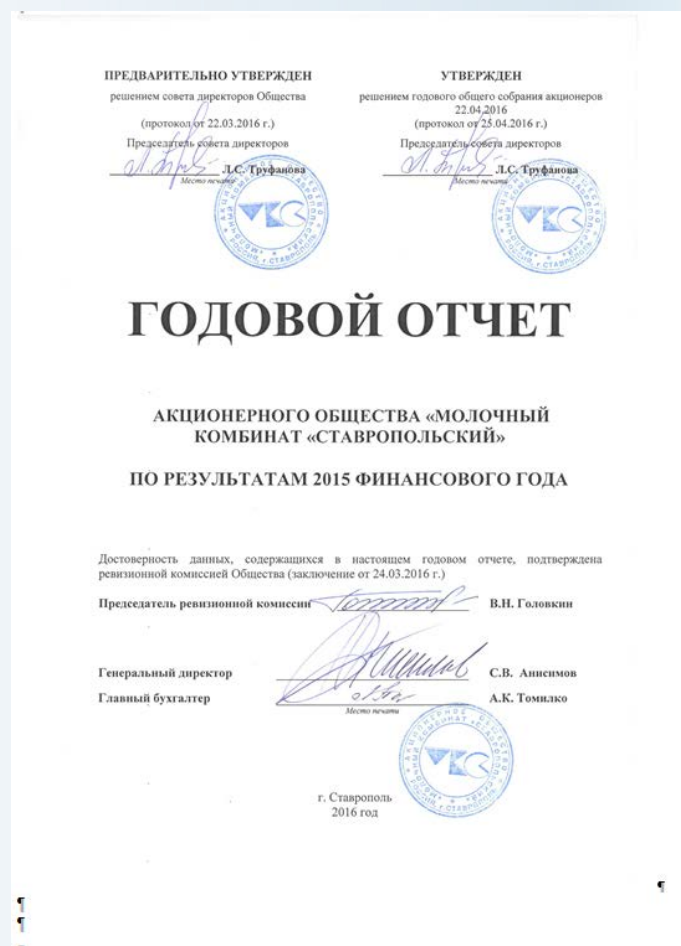 ПРЕДВАРИТЕЛЬНО УТВЕРЖДЕН
решением совета директоров Общества
(протокол от 22.03.2016 г.)
Председатель совета директоров
Л.С. Труфанова
Место печати
УТВЕРЖДЕН
решением годового общего собрания акционеров
22.04.2016
(протокол от 25.04.2016 г.)
Председатель совета директоров
Л.С. Труфанова
Место печати
ГОДОВОЙ ОТЧЕТ
АКЦИОНЕРНОГО ОБЩЕСТВА «МОЛОЧНЫЙ
КОМБИНАТ «СТАВРОПОЛЬСКИЙ»
ПО РЕЗУЛЬТАТАМ 2015 ФИНАНСОВОГО ГОДА
Достоверность данных, содержащихся в настоящем годовом отчете, подтверждена
ревизионной комиссией Общества (заключение от 24.03.2016 г.)
Председатель ревизионной комиссии В.Н. Головкин
Генеральный директор С.В. Анисимов
Главный бухгалтер А.К. Томилко
Место печати
г. Ставрополь
2016 год
¶
¶
¶